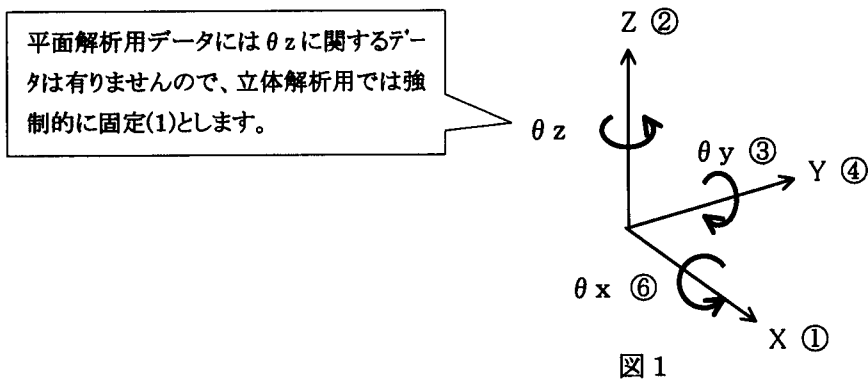 平面解析用データにはθzに関するデー
タは有りませんので、立体解析用では強
制的に固定(1)とします。
Z ②
θz
θy ③
Y ④
θx ⑥
X ①
図1